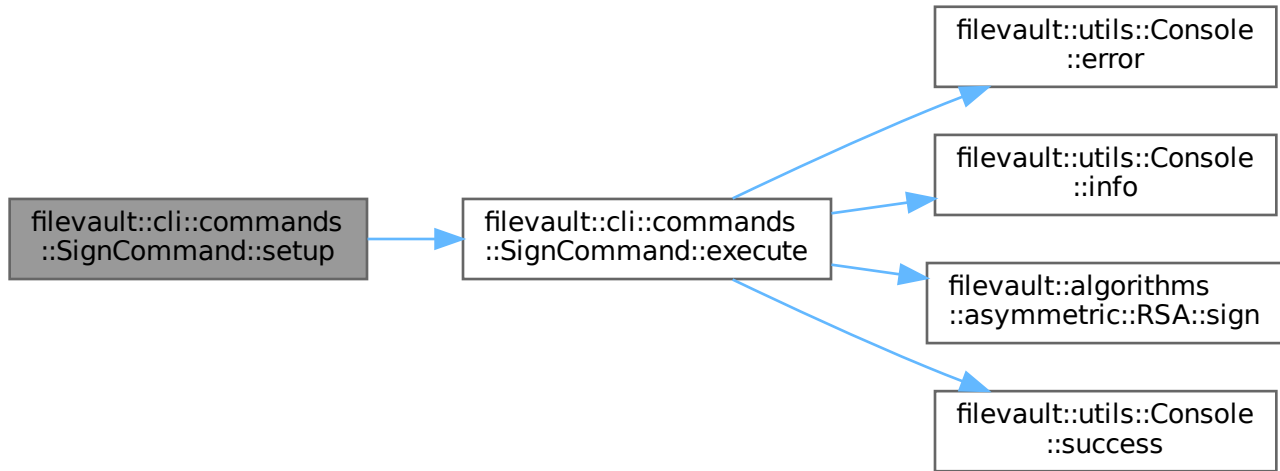 filevault::cli::commands
::SignCommand::setup
filevault::cli::commands
::SignCommand::execute
filevault::utils::Console
::error
filevault::utils::Console
::info
filevault::algorithms
::asymmetric::RSA::sign
filevault::utils::Console
::success